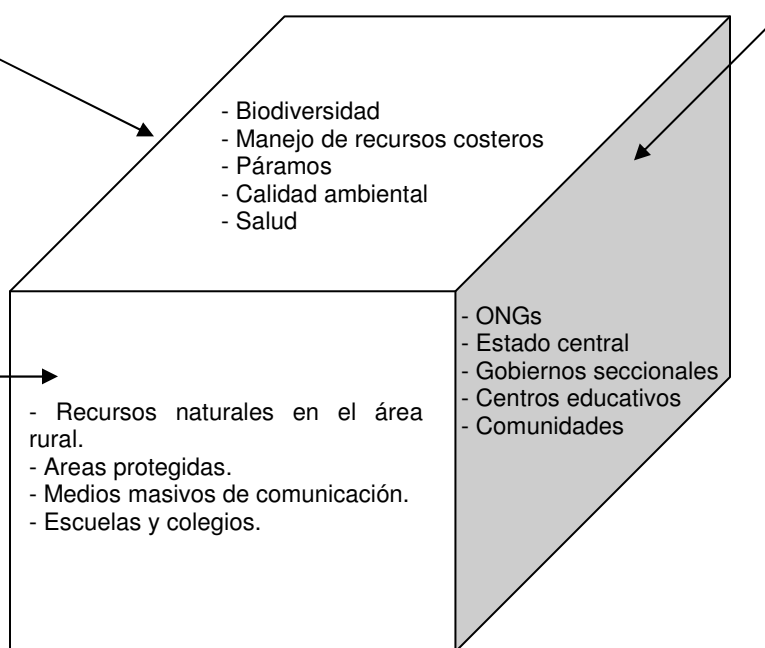 - Biodiversidad
- Manejo de recursos costeros
- Páramos
- Calidad ambiental
- Salud
- ONGs
- Estado central
- Gobiernos seccionales
- Centros educativos
- Comunidades
- Recursos naturales en el área
rural.
- Areas protegidas.
- Medios masivos de comunicación.
- Escuelas y colegios.